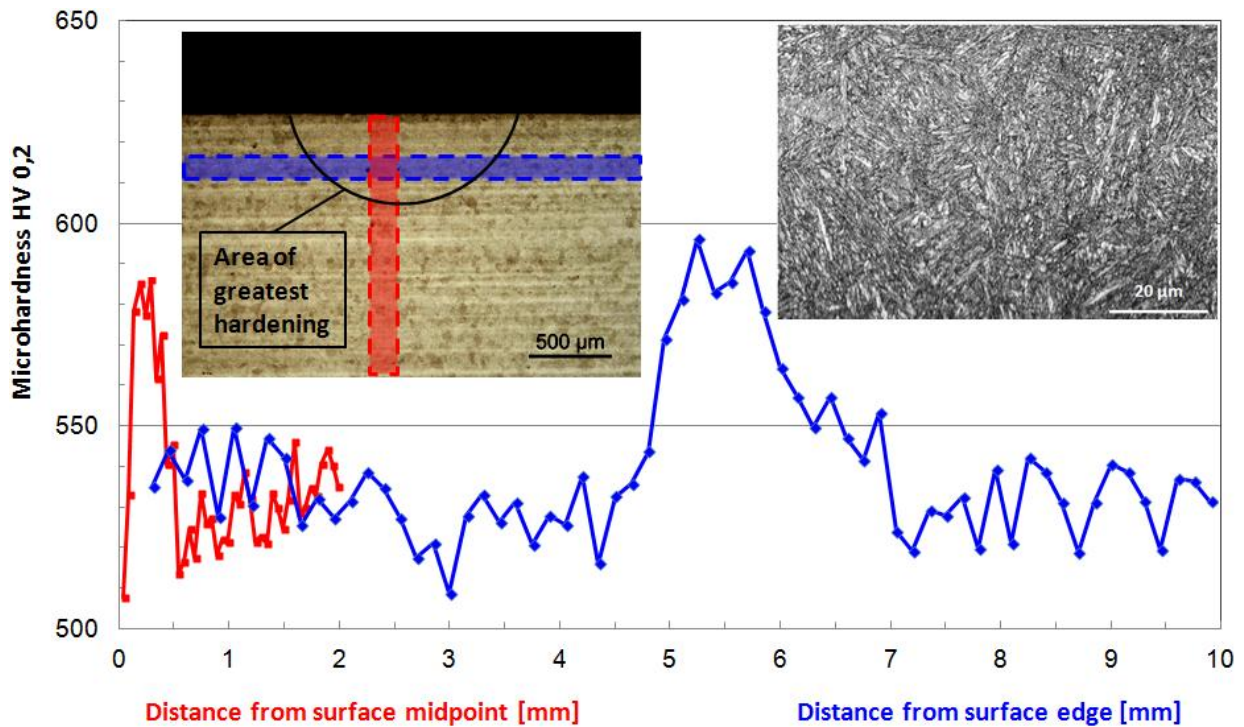 Microhardness HV 0,2
650
600
550
500
Area of
greatest
hardening
500 µm
20 µm
0 1 2 3 4 5 6 7 8 9 10
Distance from surface midpoint [mm]
Distance from surface edge [mm]